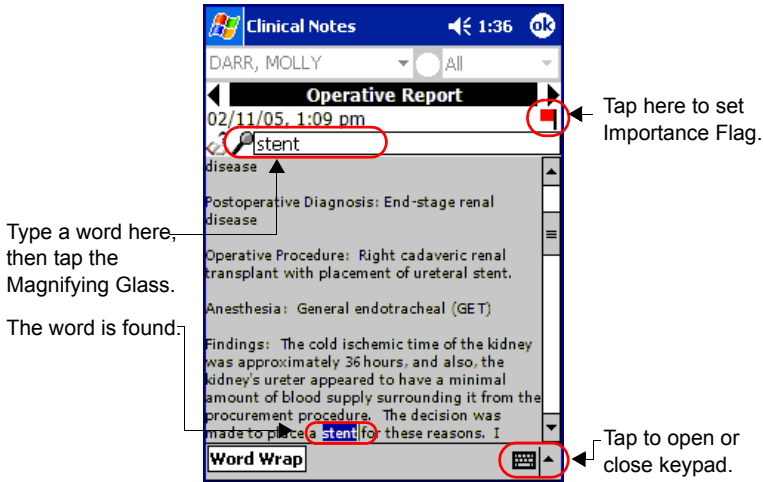 Clinical Notes 1:36 ok
DARR, MOLLY All
Operative Report
02/11/05, 1:09 pm
stent
disease
Postoperative Diagnosis: End-stage renal
disease
Operative Procedure: Right cadaveric renal
transplant with placement of ureteral stent.
Anesthesia: General endotracheal (GET)
Findings: The cold ischemic time of the kidney
was approximately 36 hours, and also, the
kidney's ureter appeared to have a minimal
amount of blood supply surrounding it from the
procurement procedure. The decision was
made to place a stent for these reasons. I
Word Wrap
Type a word here,
then tap the
Magnifying Glass.
The word is found.
Tap here to set
Importance Flag.
Tap to open or
close keypad.